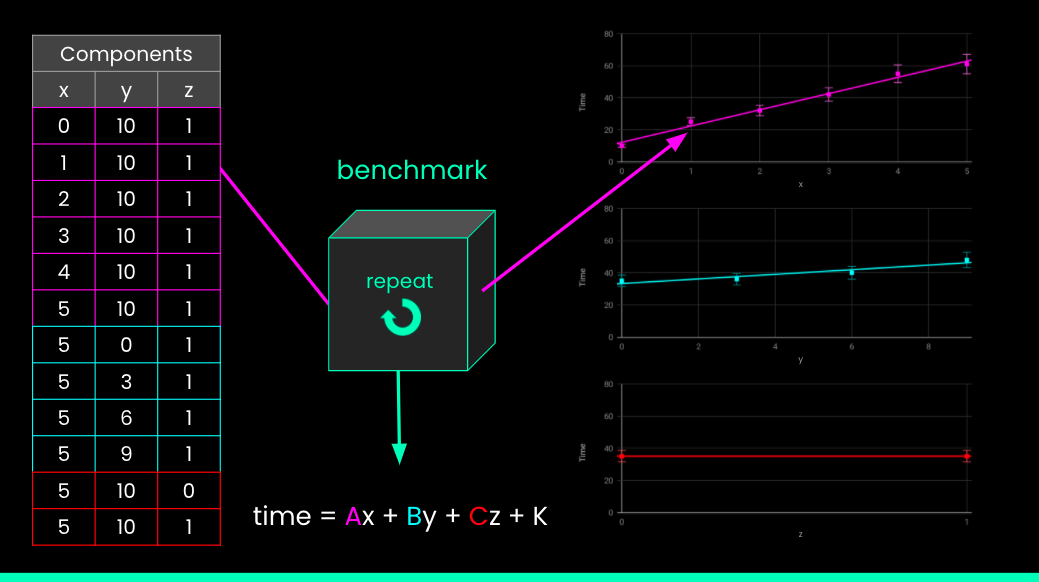 Components
x y z
0 10 1
1 10 1
2 10 1
3 10 1
4 10 1
5 10 1
5 0 1
5 3 1
5 6 1
5 9 1
5 10 0
5 10 1
benchmark
repeat
time = Ax + By + Cz + K
80
60
40
20
0
Time
0 1 2 3 4 5
x
80
60
40
20
0
Time
0 2 4 6 8
y
80
60
40
20
0
Time
0 1
z